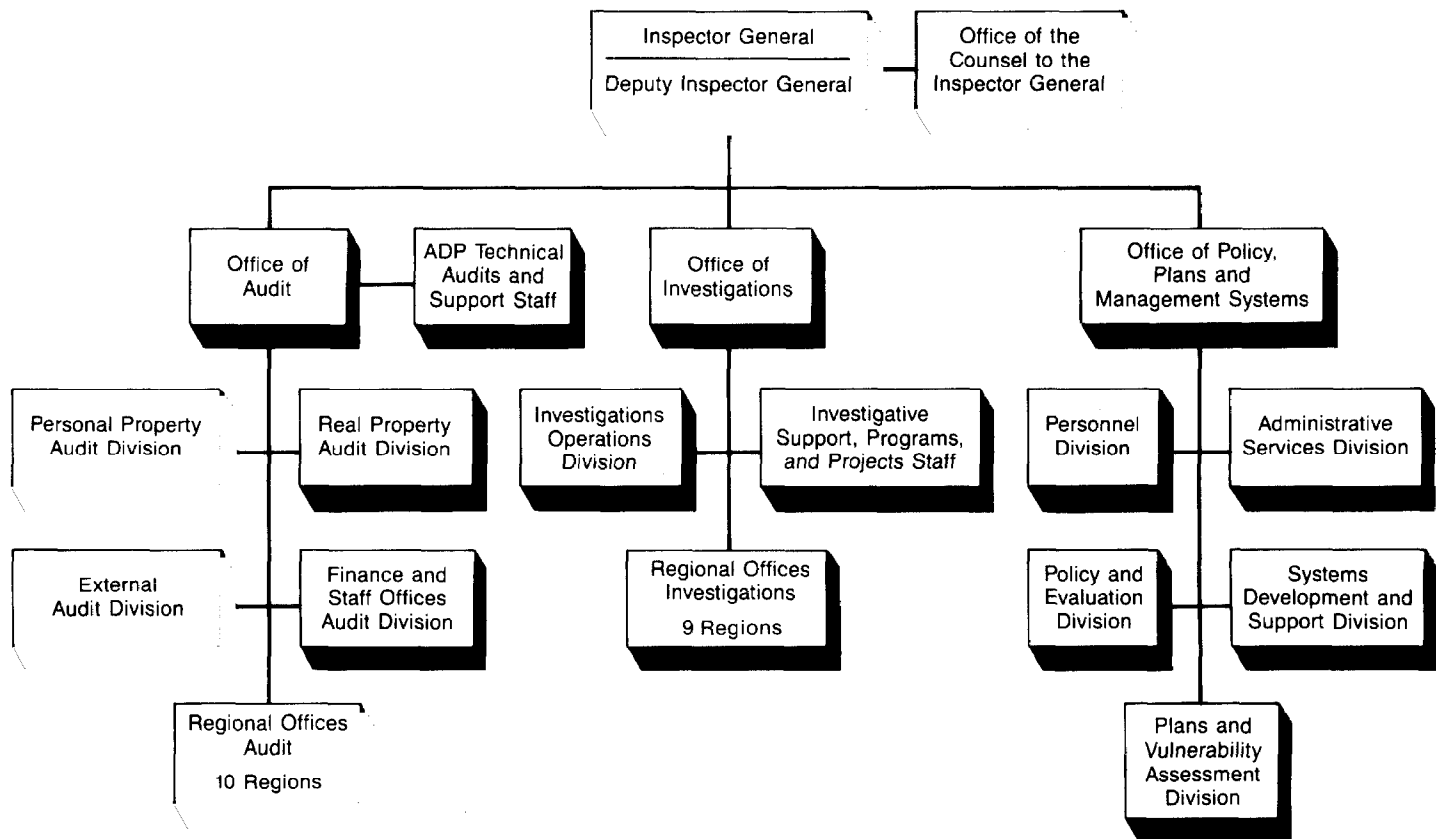 Inspector General
Deputy Inspector General
Office of the
Counsel to the
Inspector General
Office of
Audit
ADP Technical
Audits and
Support Staff
Office of
Investigations
Office of Policy,
Plans and
Management Systems
Personal Property
Audit Division
Real Property
Audit Division
Investigations
Operations
Division
Investigative
Support, Programs,
and Projects Staff
Personnel
Division
Administrative
Services Division
External
Audit Division
Finance and
Staff Offices
Audit Division
Regional Offices
Investigations
9 Regions
Policy and
Evaluation
Division
Systems
Development and
Support Division
Regional Offices
Audit
10 Regions
Plans and
Vulnerability
Assessment
Division